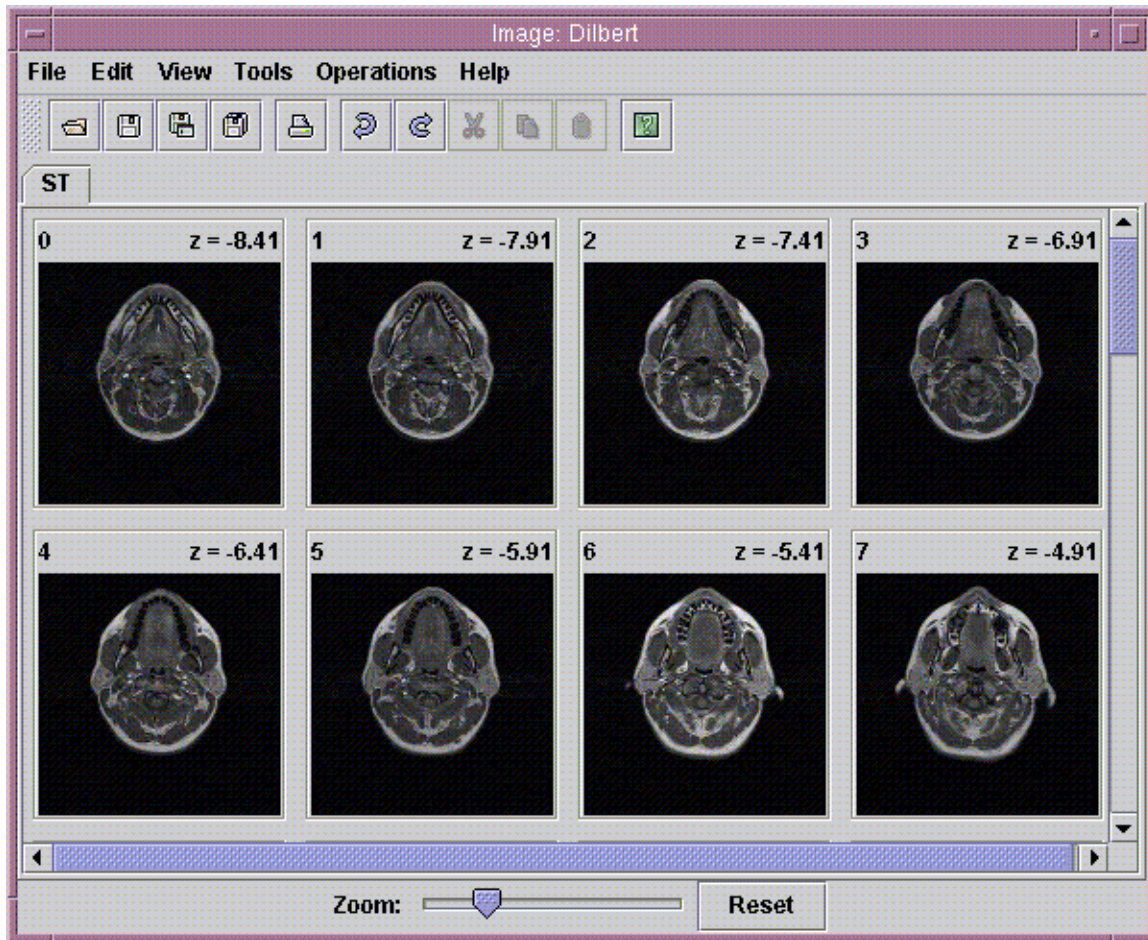 Image: Dilbert
File Edit View Tools Operations Help
?
ST
0 z = -8.41 1 z = -7.91 2 z = -7.41 3 z = -6.91
4 z = -6.41 5 z = -5.91 6 z = -5.41 7 z = -4.91
Zoom: Reset